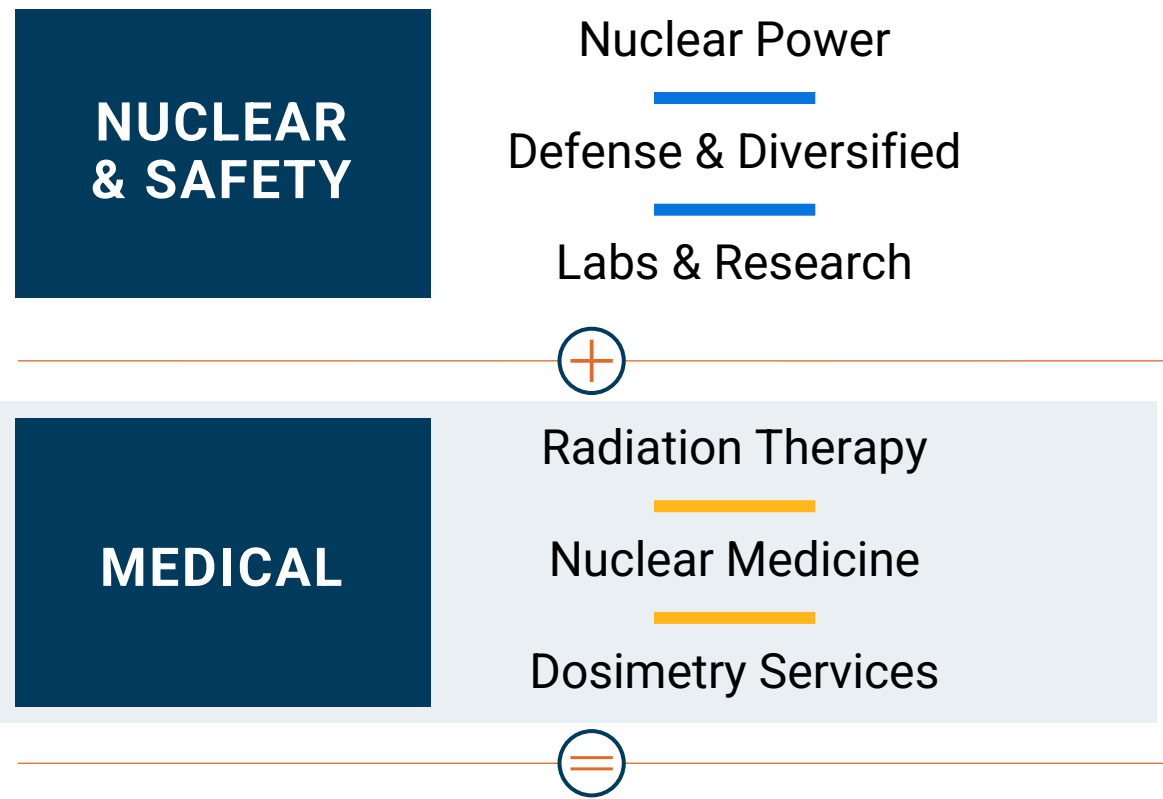 NUCLEAR
& SAFETY
Nuclear Power
Defense & Diversified
Labs & Research
+
MEDICAL
Radiation Therapy
Nuclear Medicine
Dosimetry Services
=